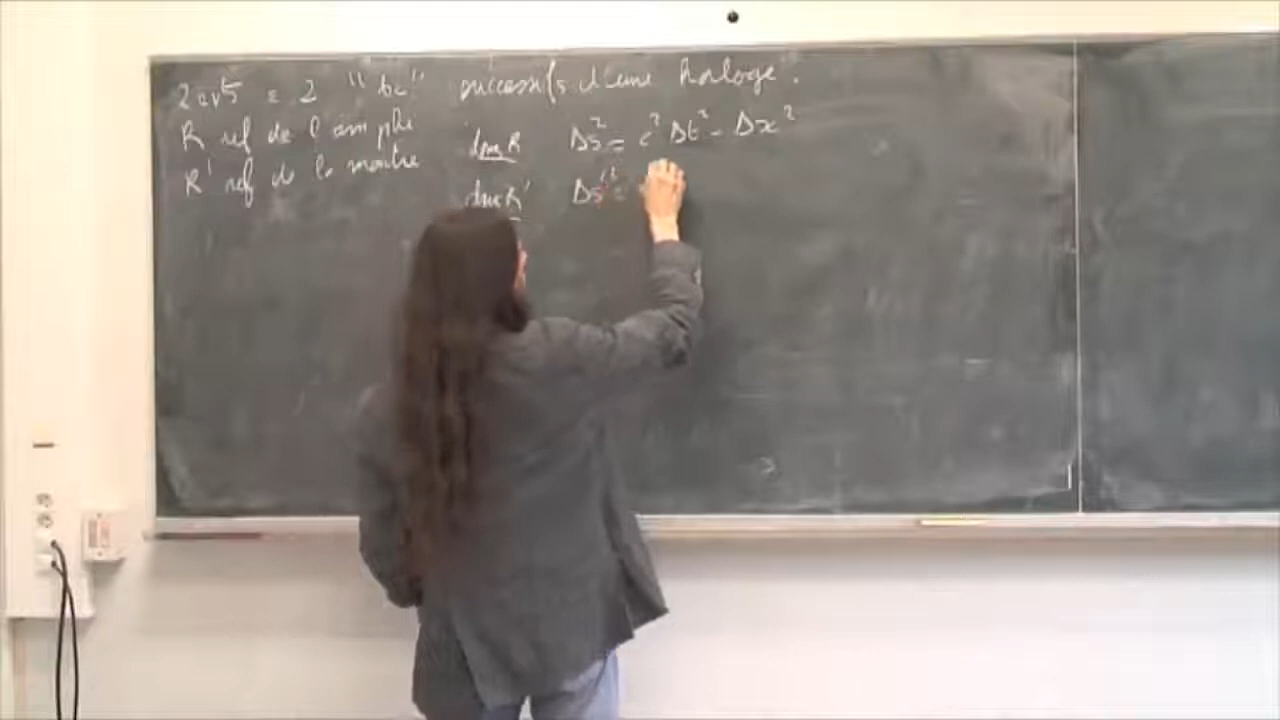 2 evts = 2 "bc" successifs d'une horloge.
R ref de l'amphi
R' ref de la montre
dans R Δs² = c² Δt² - Δx²
dans R' Δs'² =